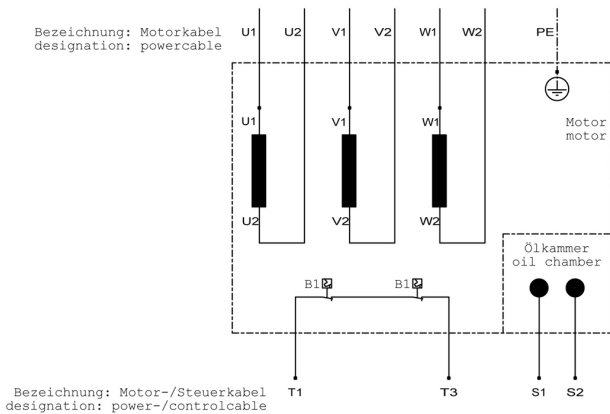 Bezeichnung: Motorkabel U1 U2 V1 V2 W1 W2 PE
designation: powercable
U1 V1 W1 Motor
motor
U2 V2 W2
Ölkammer
oil chamber
B1 B1
Bezeichnung: Motor-/Steuerkabel T1 T3 S1 S2
designation: power-/controlcable